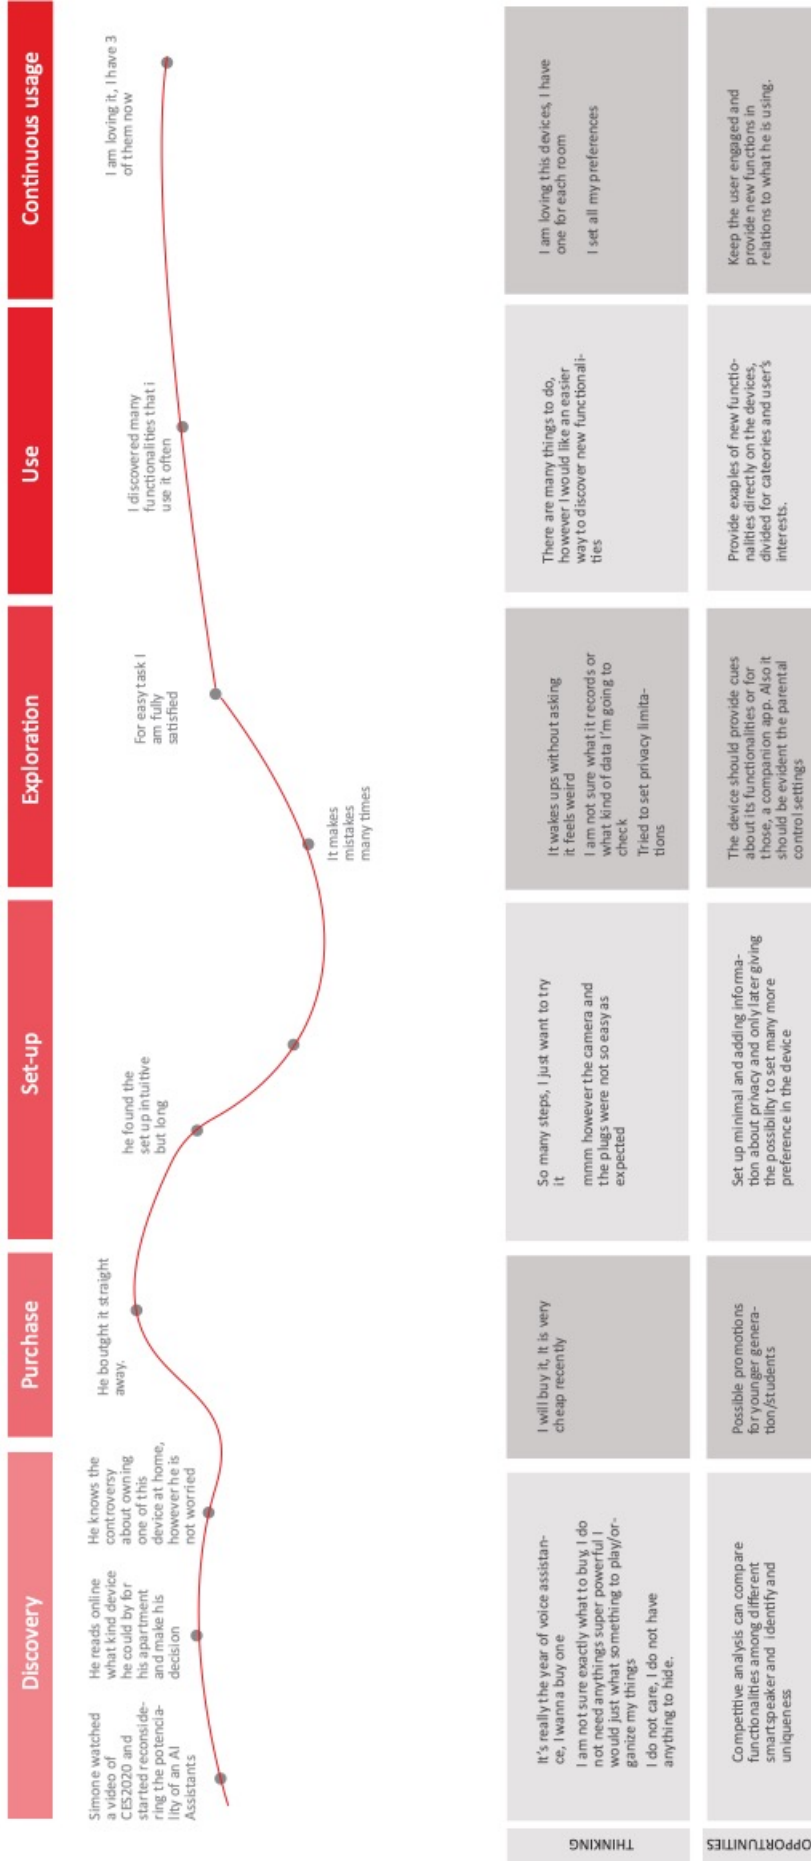 Discovery
Purchase
Set-up
Exploration
Use
Continuous usage
Simone watched
a video of
CES2020 and
started reconside-
ring the potencia-
lity of an AI
Assistants
He reads online
what kind device
he could by for
his apartment
and make his
decision
He knows the
controversy
about owning
one of this
device at home,
however he is
not worried
He boutght it straight
away.
he found the
set up intuitive
but long
It makes
mistakes
many times
For easy task I
am fully
satisfied
I discovered many
functionalities that i
use it often
I am loving it, I have 3
of them now
THINKING
It's really the year of voice assistan-
ce, I wanna buy one
I am not sure exactly what to buy, I do
not need anythings super powerful I
would just what something to play/or-
ganize my things
I do not care, I do not have
anything to hide.
I will buy it, It is very
cheap recently
So many steps, I just want to try
it
mmm however the camera and
the plugs were not so easy as
expected
It wakes ups without asking
it feels weird
I am not sure what it records or
what kind of data I'm going to
check
Tried to set privacy limita-
tions
There are many things to do,
however I would like an easier
way to discover new functionali-
ties
I am loving this devices, I have
one for each room
I set all my preferences
OPPORTUNITIES
Competitive analysis can compare
functionalities among different
smartspeaker and identify and
uniqueness
Possible promotions
for younger genera-
tion/students
Set up minimal and adding informa-
tion about privacy and only later giving
the possibility to set many more
preference in the device
The device should provide cues
about its functionalities or for
those, a companion app. Also it
should be evident the parental
control settings
Provide exaples of new functio-
nalities directly on the devices,
divided for cateories and user's
interests.
Keep the user engaged and
provide new functions in
relations to what he is using.